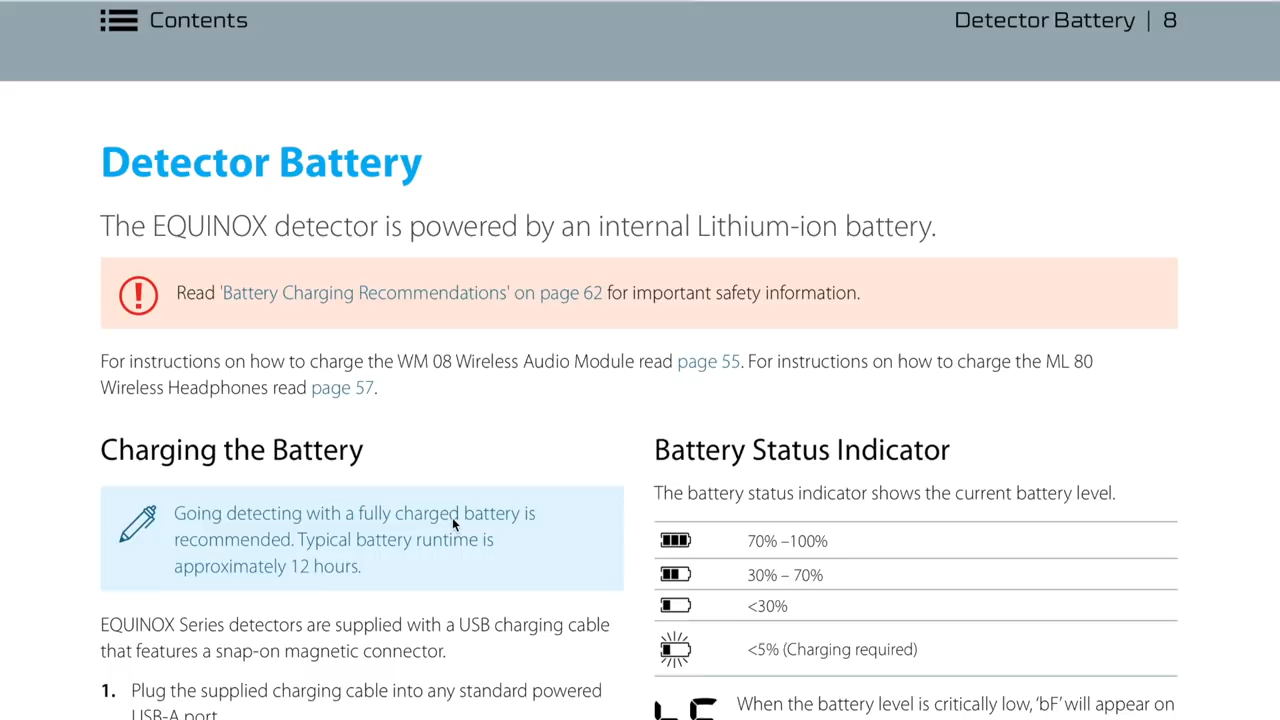 Contents
Detector Battery | 8
Detector Battery
The EQUINOX detector is powered by an internal Lithium-ion battery.
Read 'Battery Charging Recommendations' on page 62 for important safety information.
For instructions on how to charge the WM 08 Wireless Audio Module read page 55. For instructions on how to charge the ML 80
Wireless Headphones read page 57.
Charging the Battery
Going detecting with a fully charged battery is
recommended. Typical battery runtime is
approximately 12 hours.
EQUINOX Series detectors are supplied with a USB charging cable
that features a snap-on magnetic connector.
1. Plug the supplied charging cable into any standard powered
USB-A port
Battery Status Indicator
The battery status indicator shows the current battery level.
70% –100%
30% – 70%
<30%
<5% (Charging required)
bF
When the battery level is critically low, 'bF' will appear on